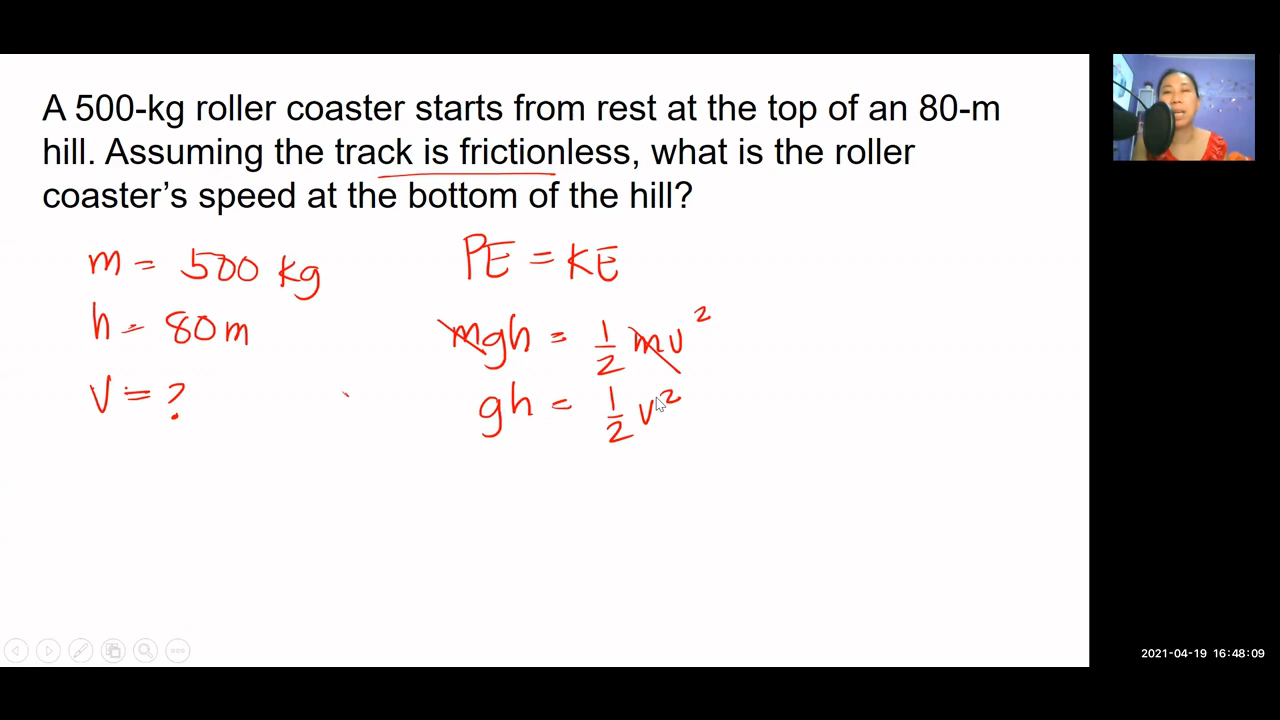 A 500-kg roller coaster starts from rest at the top of an 80-m
hill. Assuming the track is frictionless, what is the roller
coaster’s speed at the bottom of the hill?
m = 500 kg
h = 80 m
v = ?
PE = KE
mgh = 1/2 mv²
gh = 1/2 v²
2021-04-19 16:48:09